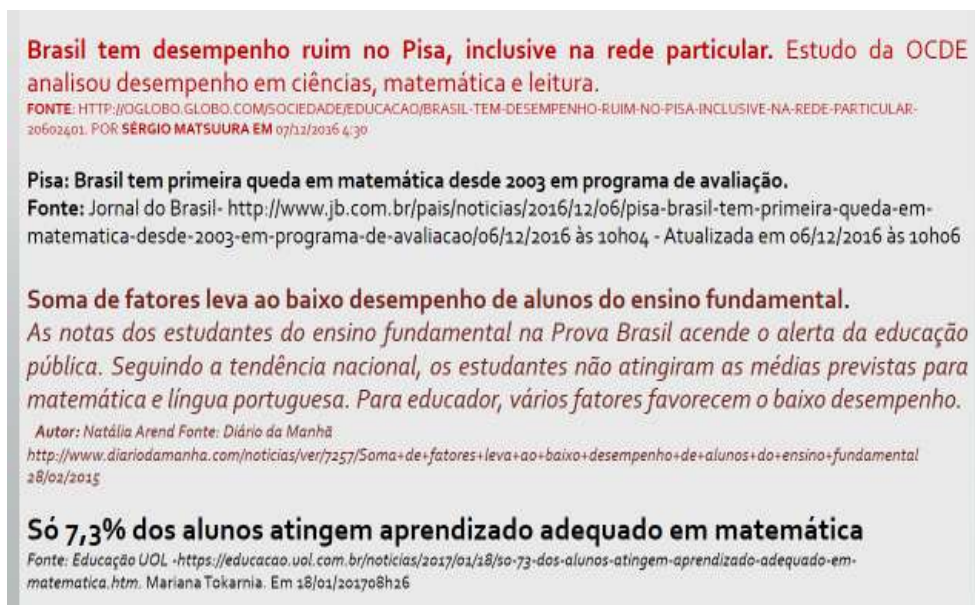 Brasil tem desempenho ruim no Pisa, inclusive na rede particular. Estudo da OCDE
analisou desempenho em ciências, matemática e leitura.
FONTE: HTTP://OGLOBO.GLOBO.COM/SOCIEDADE/EDUCACAO/BRASIL-TEM-DESEMPENHO-RUIM-NO-PISA-INCLUSIVE-NA-REDE-PARTICULAR-
20602401. POR SÉRGIO MATSUURA EM 07/12/2016 4:30
Pisa: Brasil tem primeira queda em matemática desde 2003 em programa de avaliação.
Fonte: Jornal do Brasil- http://www.jb.com.br/pais/noticias/2016/12/06/pisa-brasil-tem-primeira-queda-em-
matematica-desde-2003-em-programa-de-avaliacao/06/12/2016 às 10h04 - Atualizada em 06/12/2016 às 10h06
Soma de fatores leva ao baixo desempenho de alunos do ensino fundamental.
As notas dos estudantes do ensino fundamental na Prova Brasil acende o alerta da educação
pública. Seguindo a tendência nacional, os estudantes não atingiram as médias previstas para
matemática e língua portuguesa. Para educador, vários fatores favorecem o baixo desempenho.
Autor: Natália Arend Fonte: Diário da Manhã
http://www.diariodamanha.com/noticias/ver/7257/Soma+de+fatores+leva+ao+baixo+desempenho+de+alunos+do+ensino+fundamental
28/02/2015
Só 7,3% dos alunos atingem aprendizado adequado em matemática
Fonte: Educação UOL -https://educacao.uol.com.br/noticias/2017/01/18/so-73-dos-alunos-atingem-aprendizado-adequado-em-
matematica.htm. Mariana Tokarnia. Em 18/01/201708h26